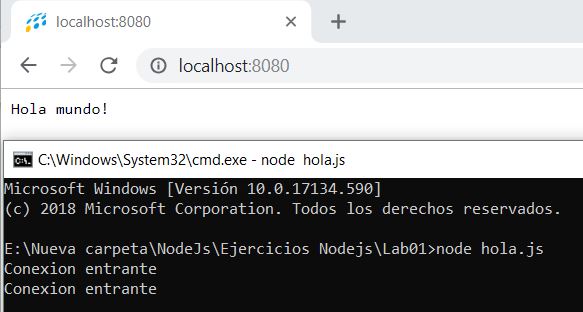 localhost:8080
localhost:8080
Hola mundo!
C:\Windows\System32\cmd.exe - node hola.js
Microsoft Windows [Versión 10.0.17134.590]
(c) 2018 Microsoft Corporation. Todos los derechos reservados.
E:\Nueva carpeta\NodeJs\Ejercicios Nodejs\Lab01>node hola.js
Conexion entrante
Conexion entrante